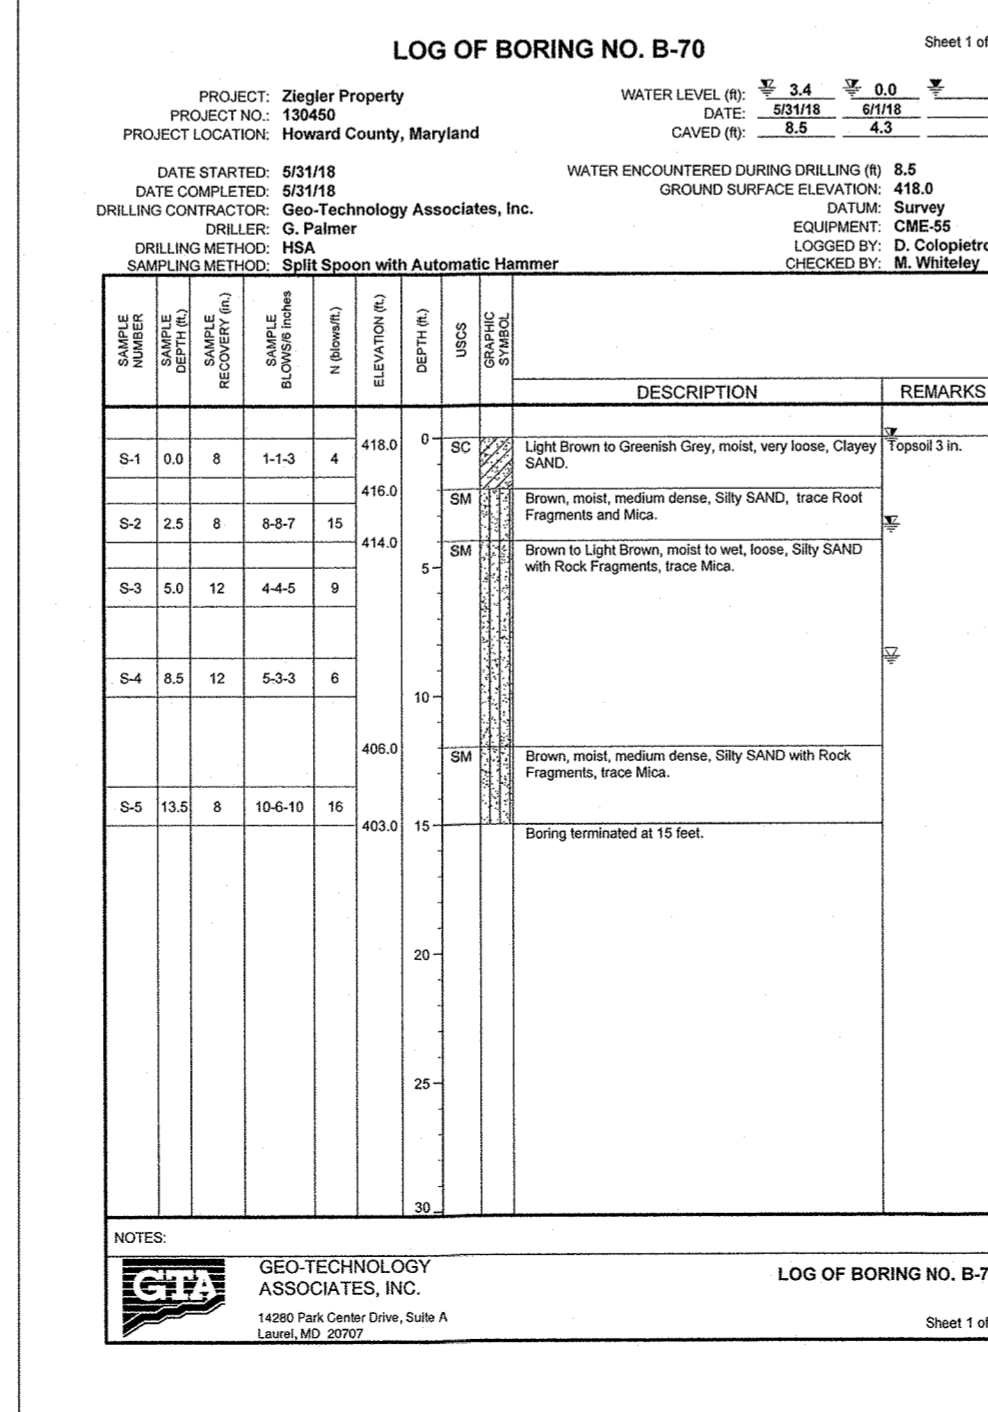 LOG OF BORING NO. B-70
Sheet 1 of
PROJECT: Ziegler Property
PROJECT NO.: 130450
PROJECT LOCATION: Howard County, Maryland
WATER LEVEL (ft): 3.4 0.0
DATE: 5/31/18 6/1/18
CAVED (ft): 8.5 4.3
DATE STARTED: 5/31/18
DATE COMPLETED: 5/31/18
DRILLING CONTRACTOR: Geo-Technology Associates, Inc.
DRILLER: G. Palmer
DRILLING METHOD: HSA
SAMPLING METHOD: Split Spoon with Automatic Hammer
WATER ENCOUNTERED DURING DRILLING (ft) 8.5
GROUND SURFACE ELEVATION: 418.0
DATUM: Survey
EQUIPMENT: CME-55
LOGGED BY: D. Colopietro
CHECKED BY: M. Whiteley
SAMPLE NUMBER
SAMPLE DEPTH (ft.)
SAMPLE RECOVERY (in.)
SAMPLE BLOWS/6 inches
N (blows/ft.)
ELEVATION (ft.)
DEPTH (ft.)
USCS
GRAPHIC SYMBOL
DESCRIPTION
REMARKS
418.0 0 SC Light Brown to Greenish Grey, moist, very loose, Clayey Topsoil 3 in.
SAND.
S-1 0.0 8 1-1-3 4
416.0 SM Brown, moist, medium dense, Silty SAND, trace Root
Fragments and Mica.
S-2 2.5 8 8-8-7 15
414.0 SM Brown to Light Brown, moist to wet, loose, Silty SAND
5 with Rock Fragments, trace Mica.
S-3 5.0 12 4-4-5 9
S-4 8.5 12 5-3-3 6
10
406.0 SM Brown, moist, medium dense, Silty SAND with Rock
Fragments, trace Mica.
S-5 13.5 8 10-6-10 16
403.0 15 Boring terminated at 15 feet.
20
25
30
NOTES:
GTA
GEO-TECHNOLOGY
ASSOCIATES, INC.
14280 Park Center Drive, Suite A
Laurel, MD 20707
LOG OF BORING NO. B-7
Sheet 1 of